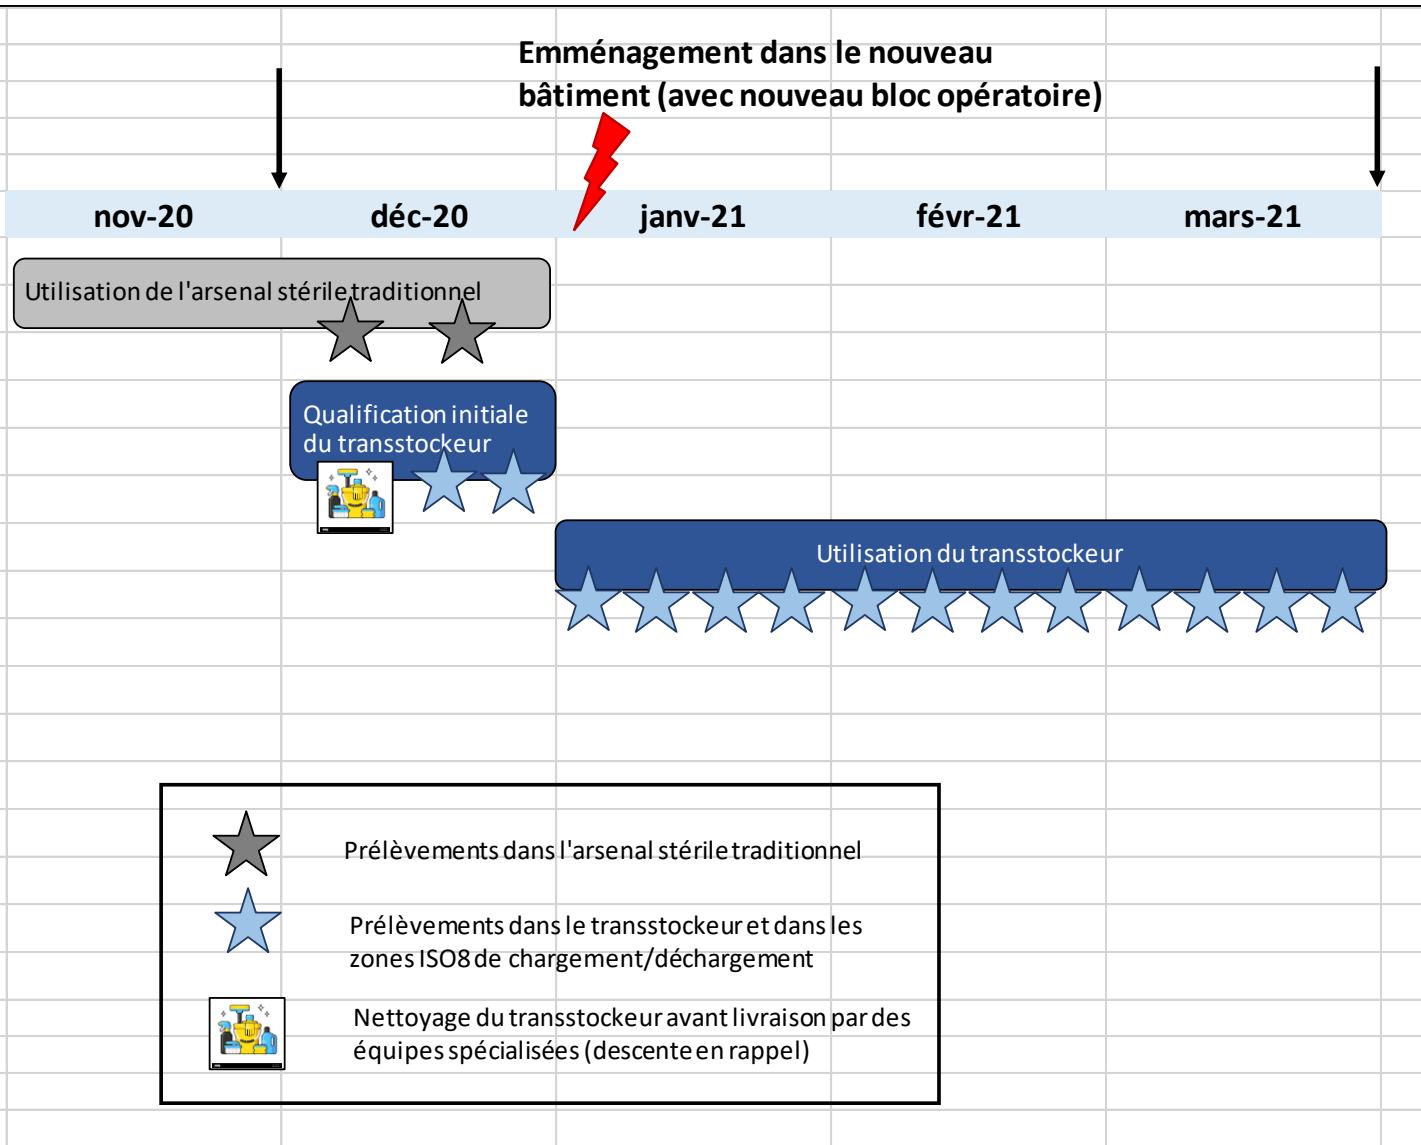 Emménagement dans le nouveau
bâtiment (avec nouveau bloc opératoire)
nov-20 déc-20 janv-21 févr-21 mars-21
Utilisation de l'arsenal stérile traditionnel
Qualification initiale
du transstockeur
Utilisation du transstockeur
Prélèvements dans l'arsenal stérile traditionnel
Prélèvements dans le transstockeur et dans les
zones ISO8 de chargement/déchargement
Nettoyage du transstockeur avant livraison par des
équipes spécialisées (descente en rappel)